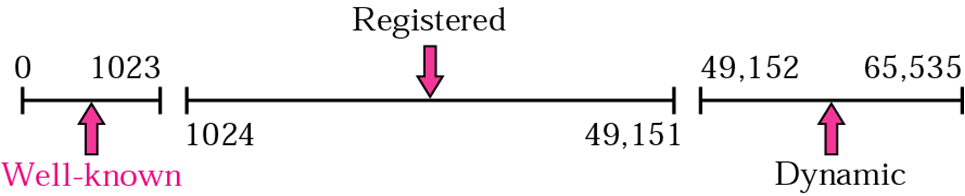 Registered
0 1023 49,152 65,535
1024 49,151
Well-known Dynamic